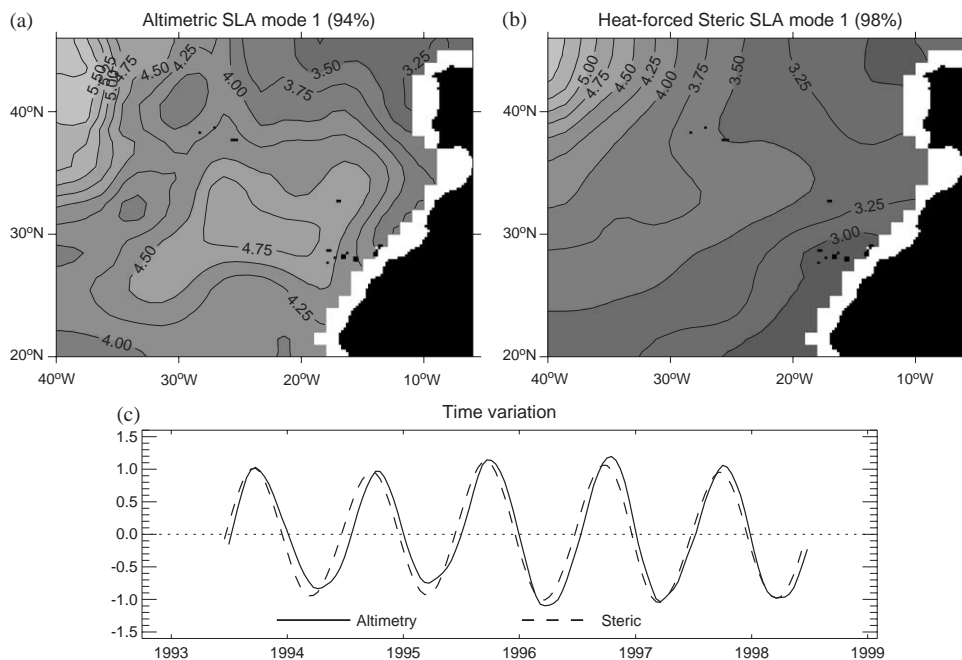 (a) Altimetric SLA mode 1 (94%)
5.50
5.25
5.00
4.75
4.50
4.25
4.00
3.75
3.50
3.25
4.50
4.75
4.25
4.00
40ºN
30ºN
20ºN
40ºW 30ºW 20ºW 10ºW
(b) Heat-forced Steric SLA mode 1 (98%)
5.00
4.75
4.50
4.25
3.75
3.50
3.25
3.25
3.00
40ºN
30ºN
20ºN
40ºW 30ºW 20ºW 10ºW
(c) Time variation
1.5
1.0
0.5
0.0
-0.5
-1.0
-1.5
Altimetry Steric
1993 1994 1995 1996 1997 1998 1999